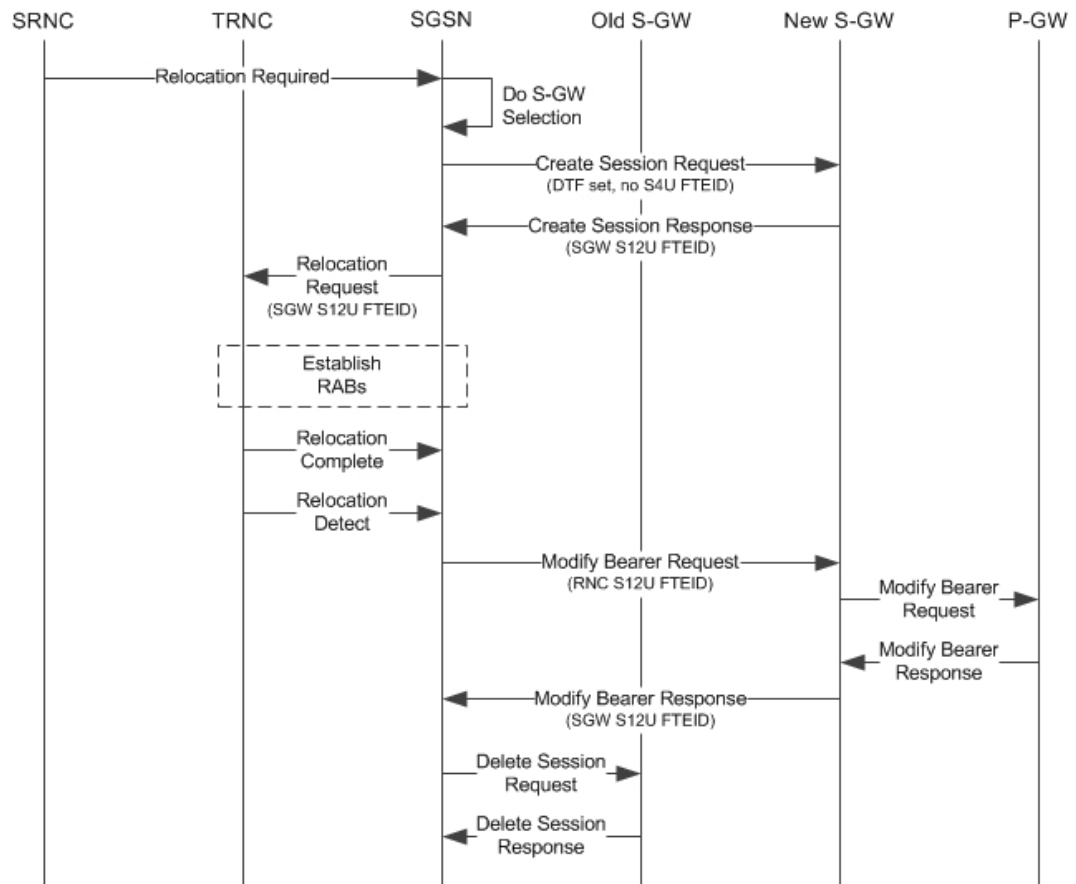 SRNC
TRNC
SGSN
Old S-GW
New S-GW
P-GW
Relocation Required
Do S-GW
Selection
Create Session Request
(DTF set, no S4U FTEID)
Create Session Response
(SGW S12U FTEID)
Relocation
Request
(SGW S12U FTEID)
Establish
RABs
Relocation
Complete
Relocation
Detect
Modify Bearer Request
(RNC S12U FTEID)
Modify Bearer
Request
Modify Bearer
Response
Modify Bearer Response
(SGW S12U FTEID)
Delete Session
Request
Delete Session
Response